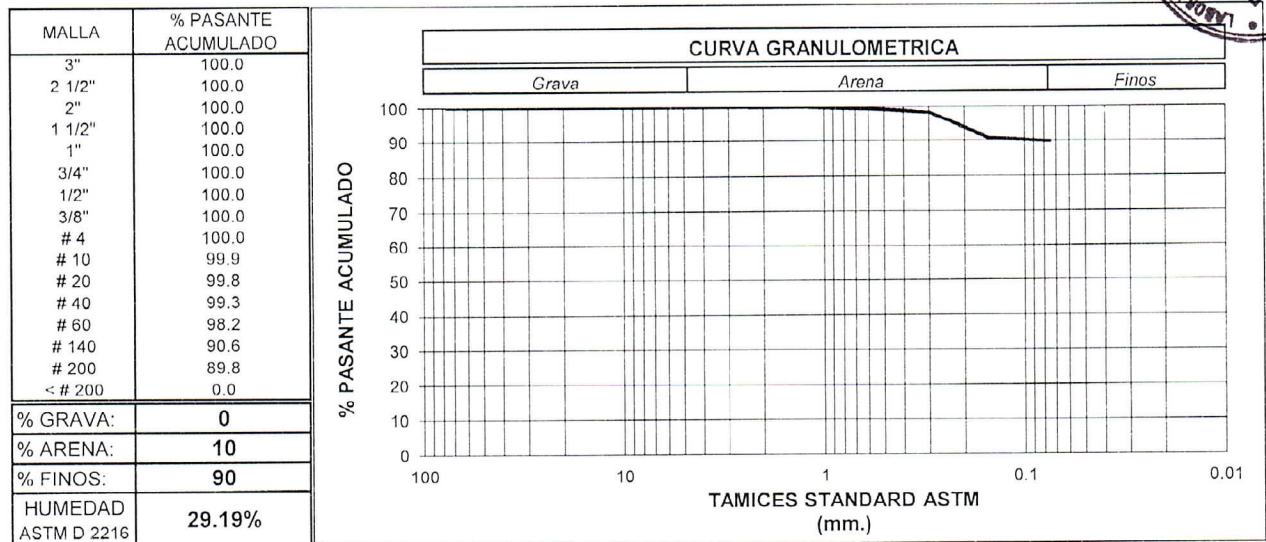 MALLA % PASANTE ACUMULADO
3" 100.0
2 1/2" 100.0
2" 100.0
1 1/2" 100.0
1" 100.0
3/4" 100.0
1/2" 100.0
3/8" 100.0
# 4 100.0
# 10 99.9
# 20 99.8
# 40 99.3
# 60 98.2
# 140 90.6
# 200 89.8
< # 200 0.0
% GRAVA: 0
% ARENA: 10
% FINOS: 90
HUMEDAD
ASTM D 2216 29.19%
LABOR
CURVA GRANULOMETRICA
Grava Arena Finos
% PASANTE ACUMULADO
100
90
80
70
60
50
40
30
20
10
0
100 10 1 0.1 0.01
TAMICES STANDARD ASTM
(mm.)